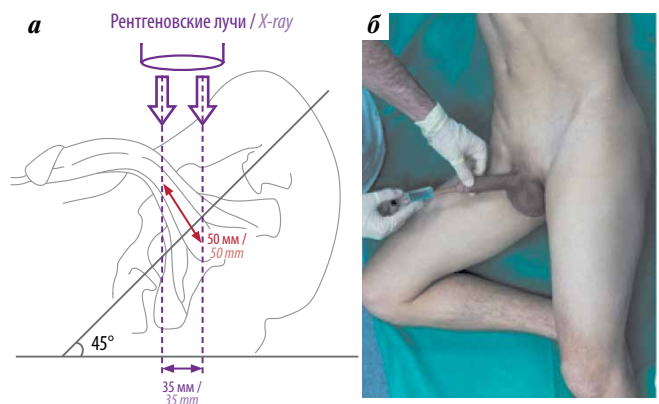 а
Рентгеновские лучи / X-ray
50 мм /
50 mm
45°
35 мм /
35 mm
б